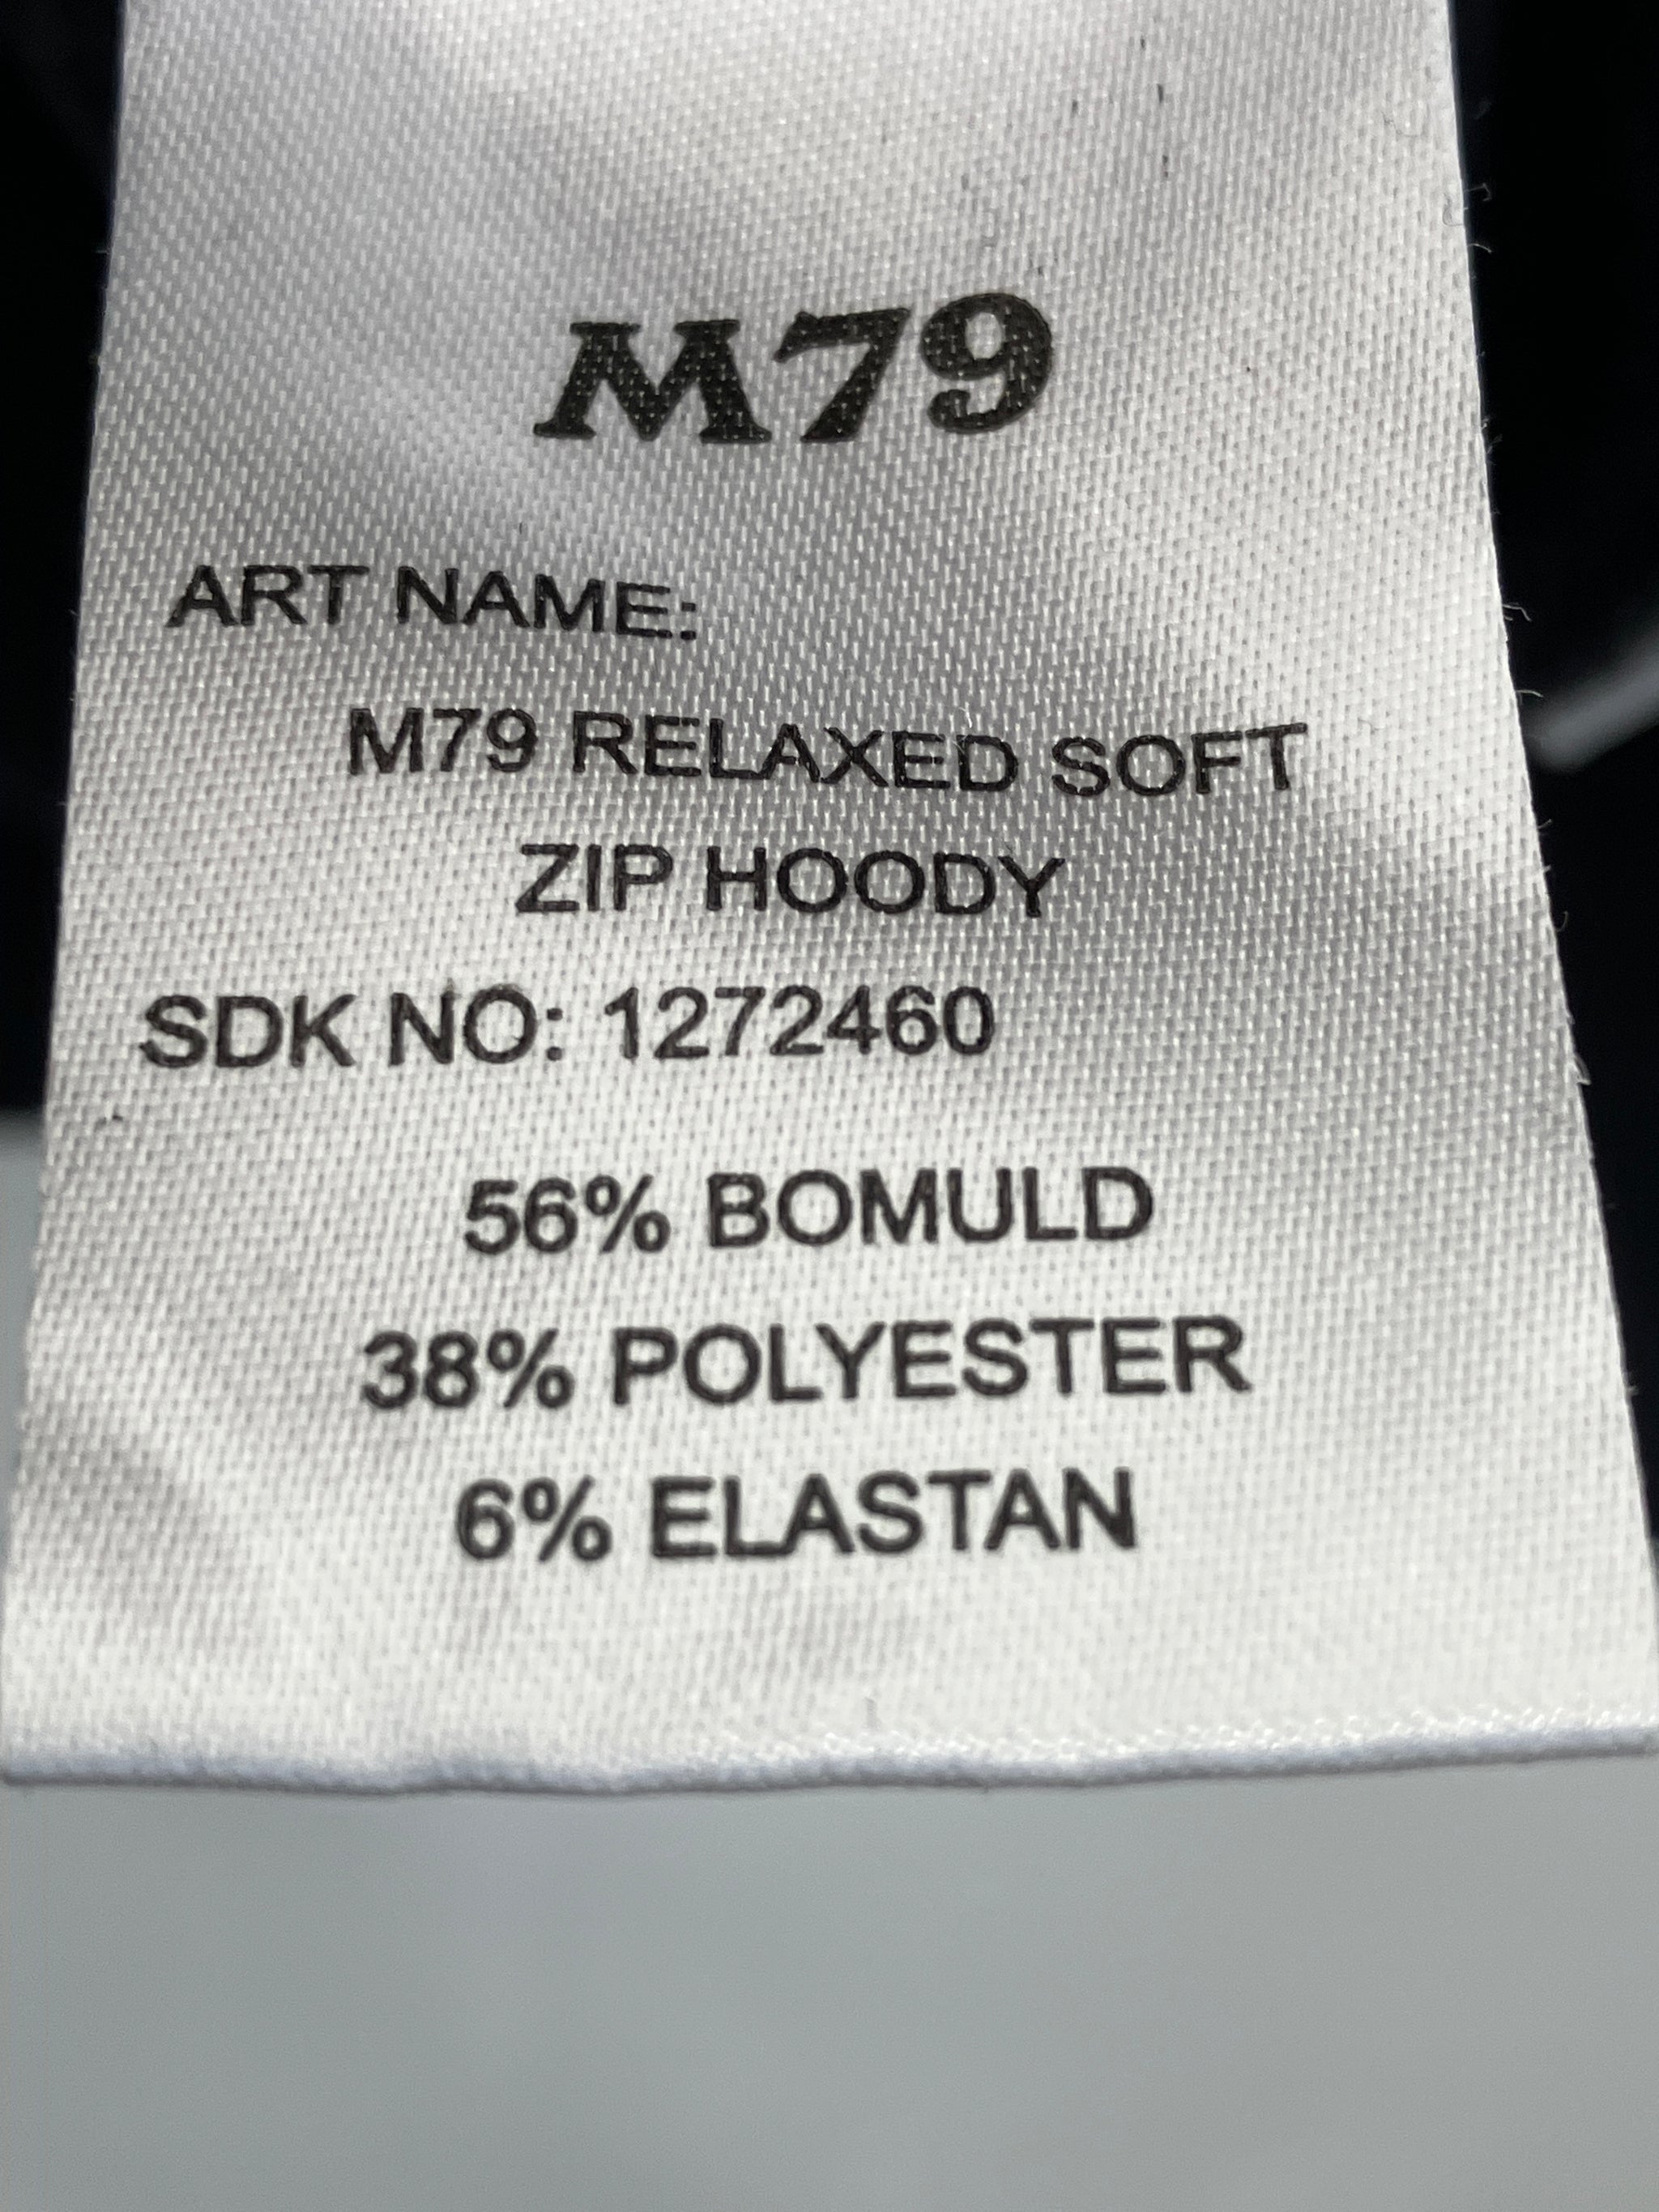 M79
ART NAME:
M79 RELAXED SOFT
ZIP HOODY
SDK NO: 1272460
56% BOMULD
38% POLYESTER
6% ELASTAN